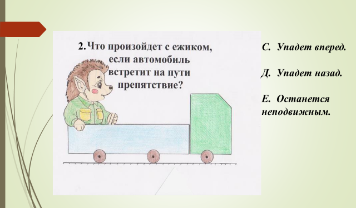 2. Что произойдет с ежиком,
если автомобиль
встретит на пути
препятствие?
С. Упадет вперед.
Д. Упадет назад.
Е. Останется
неподвижным.